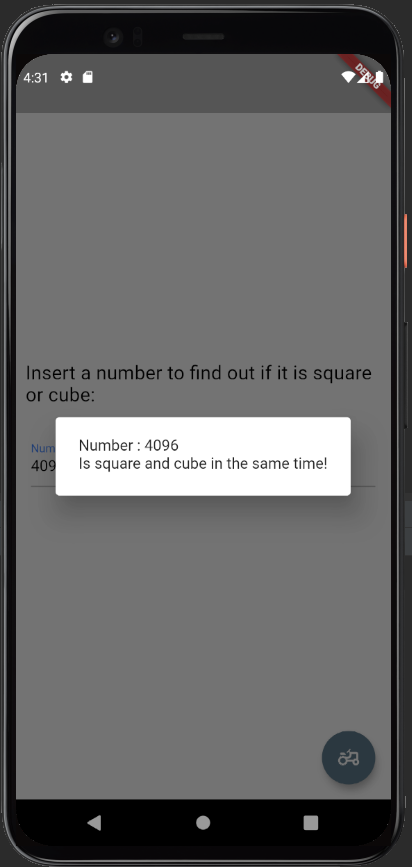 4:31
DEBUG
Insert a number to find out if it is square
or cube:
Num
409
Number : 4096
Is square and cube in the same time!